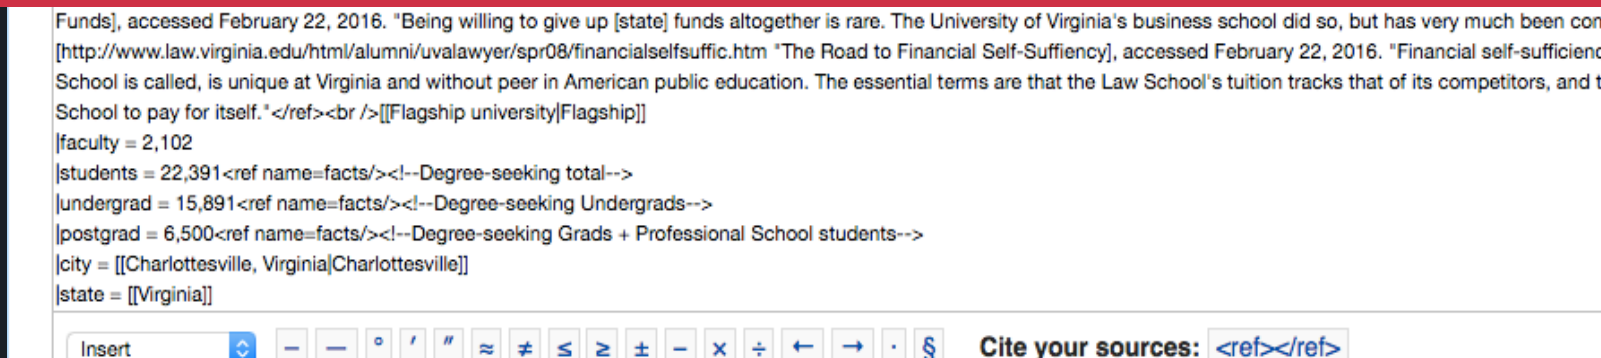 Funds], accessed February 22, 2016. "Being willing to give up [state] funds altogether is rare. The University of Virginia's business school did so, but has very much been
[http://www.law.virginia.edu/html/alumni/uvalawyer/spr08/financialselfsuffic.htm "The Road to Financial Self-Suffiency], accessed February 22, 2016. "Financial
School is called, is unique at Virginia and without peer in American public education. The essential terms are that the Law School's tuition tracks that of its competitors, and
School to pay for itself."</ref><br />[[Flagship university|Flagship]]
|faculty = 2,102
|students = 22,391<ref name=facts/><!--Degree-seeking total-->
|undergrad = 15,891<ref name=facts/><!--Degree-seeking Undergrads-->
|postgrad = 6,500<ref name=facts/><!--Degree-seeking Grads + Professional School students-->
|city = [[Charlottesville, Virginia|Charlottesville]]
|state = [[Virginia]]
Insert – — ° ′ ″ ≈ ≠ ≤ ≥ ± − × ÷ ← → · § Cite your sources: <ref></ref>